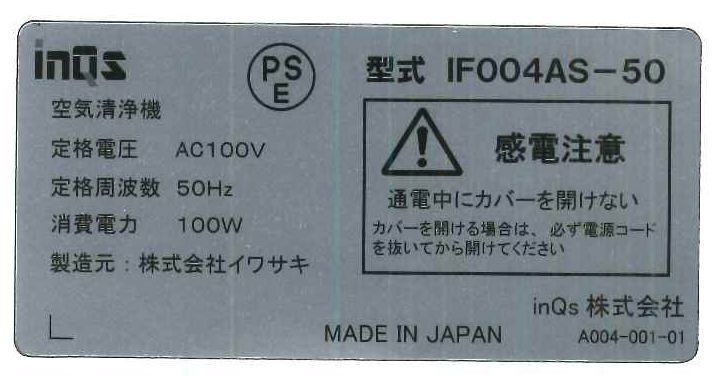 inQs
PS
E
型式 IF004AS-50
空気清浄機
定格電圧 AC100V
定格周波数 50Hz
消費電力 100W
製造元：株式会社イワサキ
感電注意
通電中にカバーを開けない
カバーを開ける場合は、必ず電源コード
を抜いてから開けてください
inQs 株式会社
MADE IN JAPAN
A004-001-01